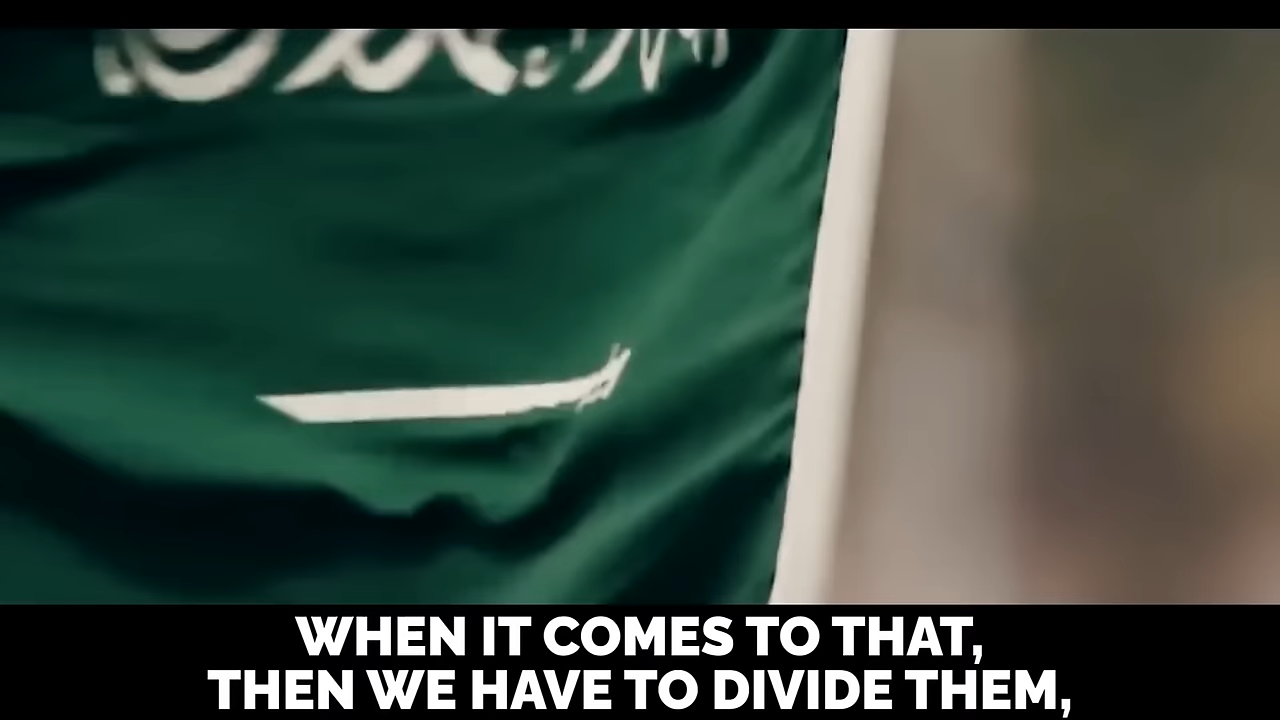 WHEN IT COMES TO THAT,
THEN WE HAVE TO DIVIDE THEM,